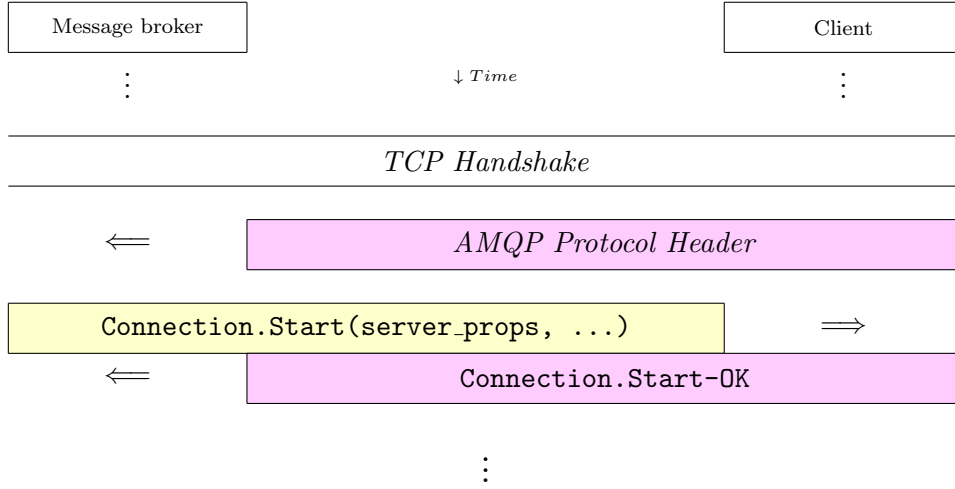 Message broker
Client
⋮
↓ Time
⋮
TCP Handshake
⇐= AMQP Protocol Header
Connection.Start(server_props, ...) =⇒
⇐= Connection.Start-OK
⋮